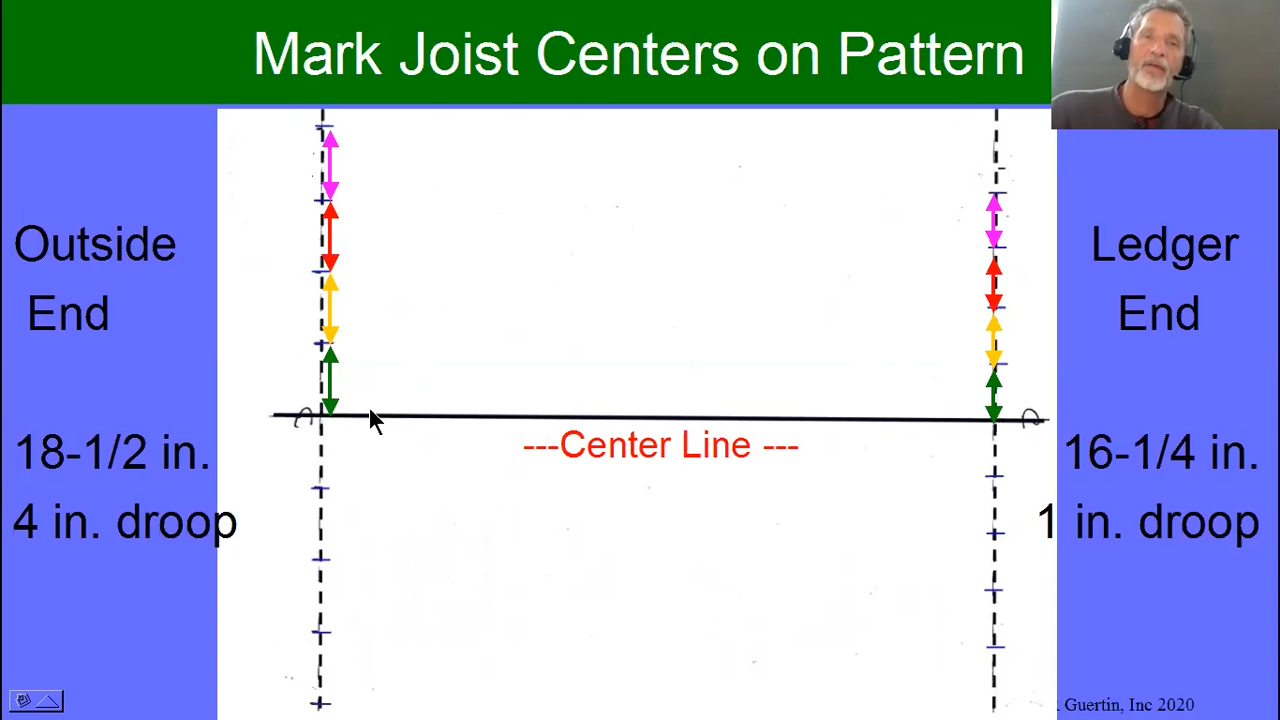 Mark Joist Centers on Pattern
Outside
End
18-1/2 in.
4 in. droop
---Center Line ---
Ledger
End
16-1/4 in.
1 in. droop
Guertin, Inc 2020